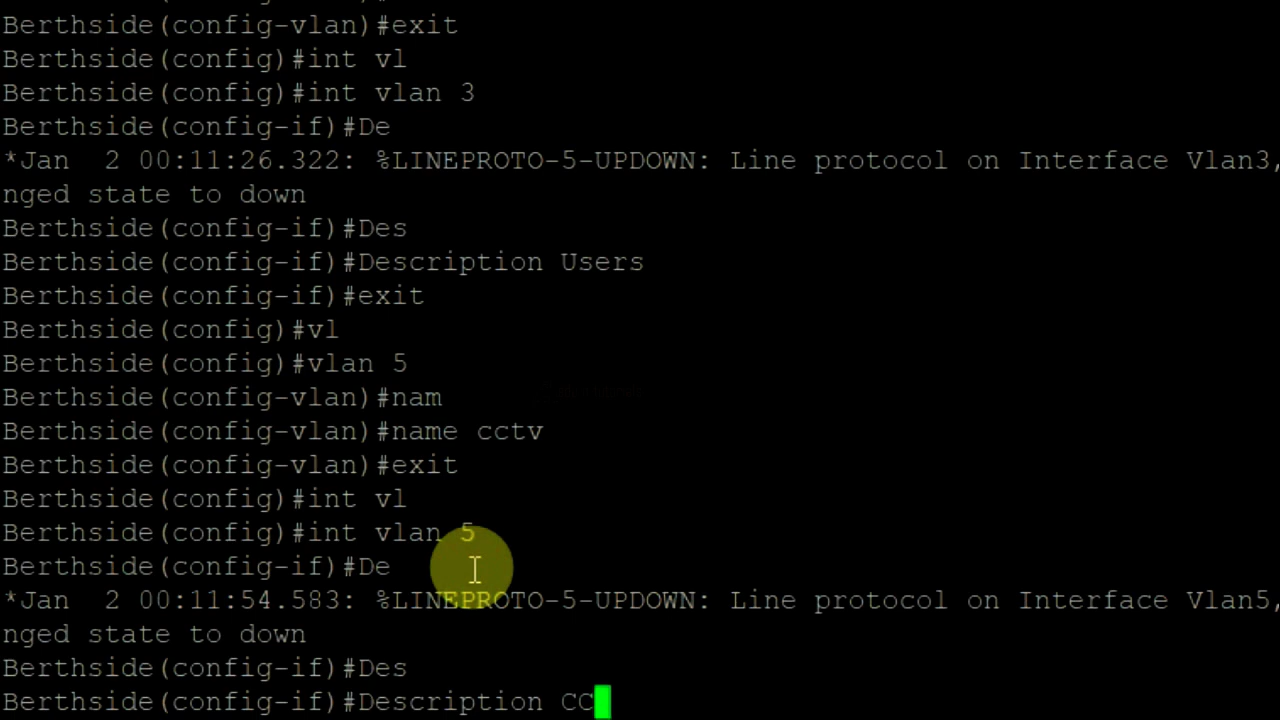 Berthside(config-vlan)#exit
Berthside(config)#int vl
Berthside(config)#int vlan 3
Berthside(config-if)#De
*Jan  2 00:11:26.322: %LINEPROTO-5-UPDOWN: Line protocol on Interface Vlan3,
nged state to down
Berthside(config-if)#Des
Berthside(config-if)#Description Users
Berthside(config-if)#exit
Berthside(config)#vl
Berthside(config)#vlan 5
Berthside(config-vlan)#nam
Berthside(config-vlan)#name cctv
Berthside(config-vlan)#exit
Berthside(config)#int vl
Berthside(config)#int vlan 5
Berthside(config-if)#De
*Jan  2 00:11:54.583: %LINEPROTO-5-UPDOWN: Line protocol on Interface Vlan5,
nged state to down
Berthside(config-if)#Des
Berthside(config-if)#Description CC